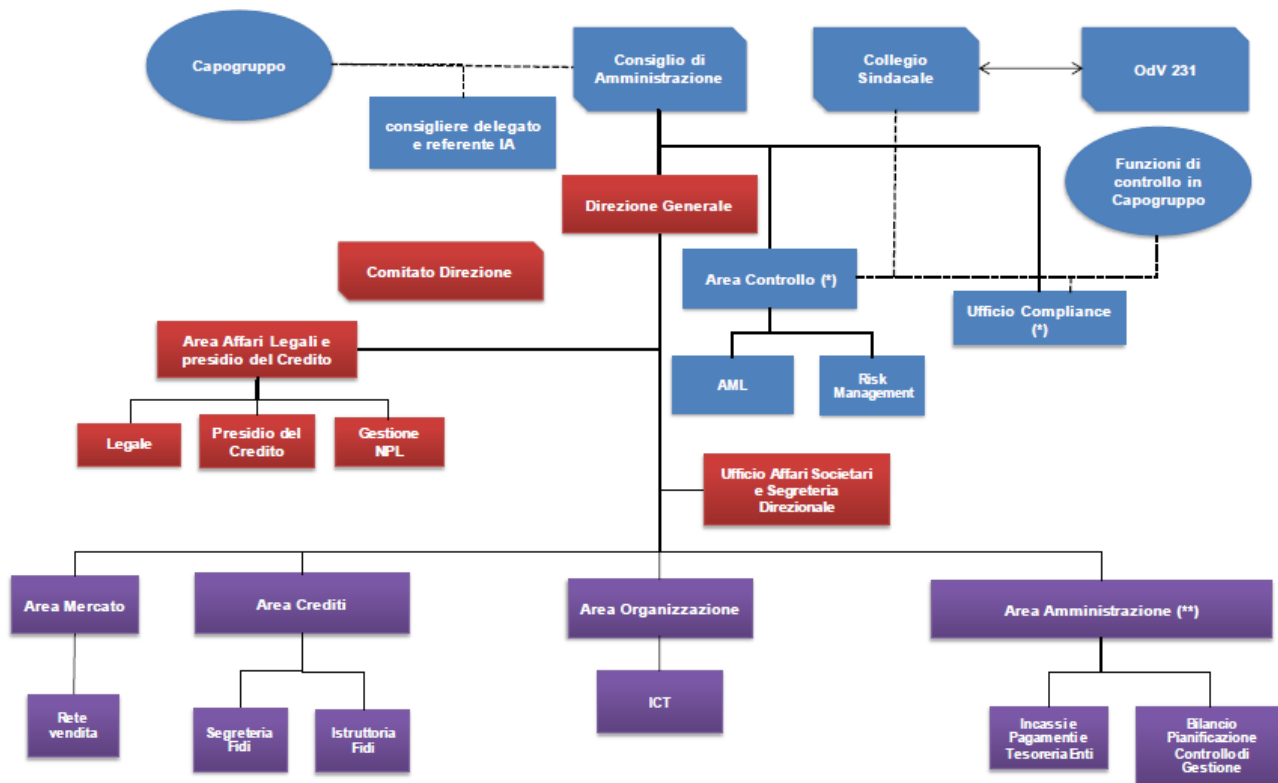 Capogruppo
Consiglio di
Amministrazione
Collegio
Sindacale
OdV 231
consigliere delegato
e referente IA
Funzioni di
controllo in
Capogruppo
Direzione Generale
Comitato Direzione
Area Controllo (*)
Ufficio Compliance
(*)
Area Affari Legali e
presidio del Credito
AML
Risk
Management
Legale
Presidio del
Credito
Gestione
NPL
Ufficio Affari Societari
e Segreteria
Direzionale
Area Mercato
Area Crediti
Area Organizzazione
Area Amministrazione (**)
Rete
vendita
Segreteria
Fidi
Istruttoria
Fidi
ICT
Incassi e
Pagamenti e
Tesoreria Enti
Bilancio
Pianificazione
Controllo di
Gestione